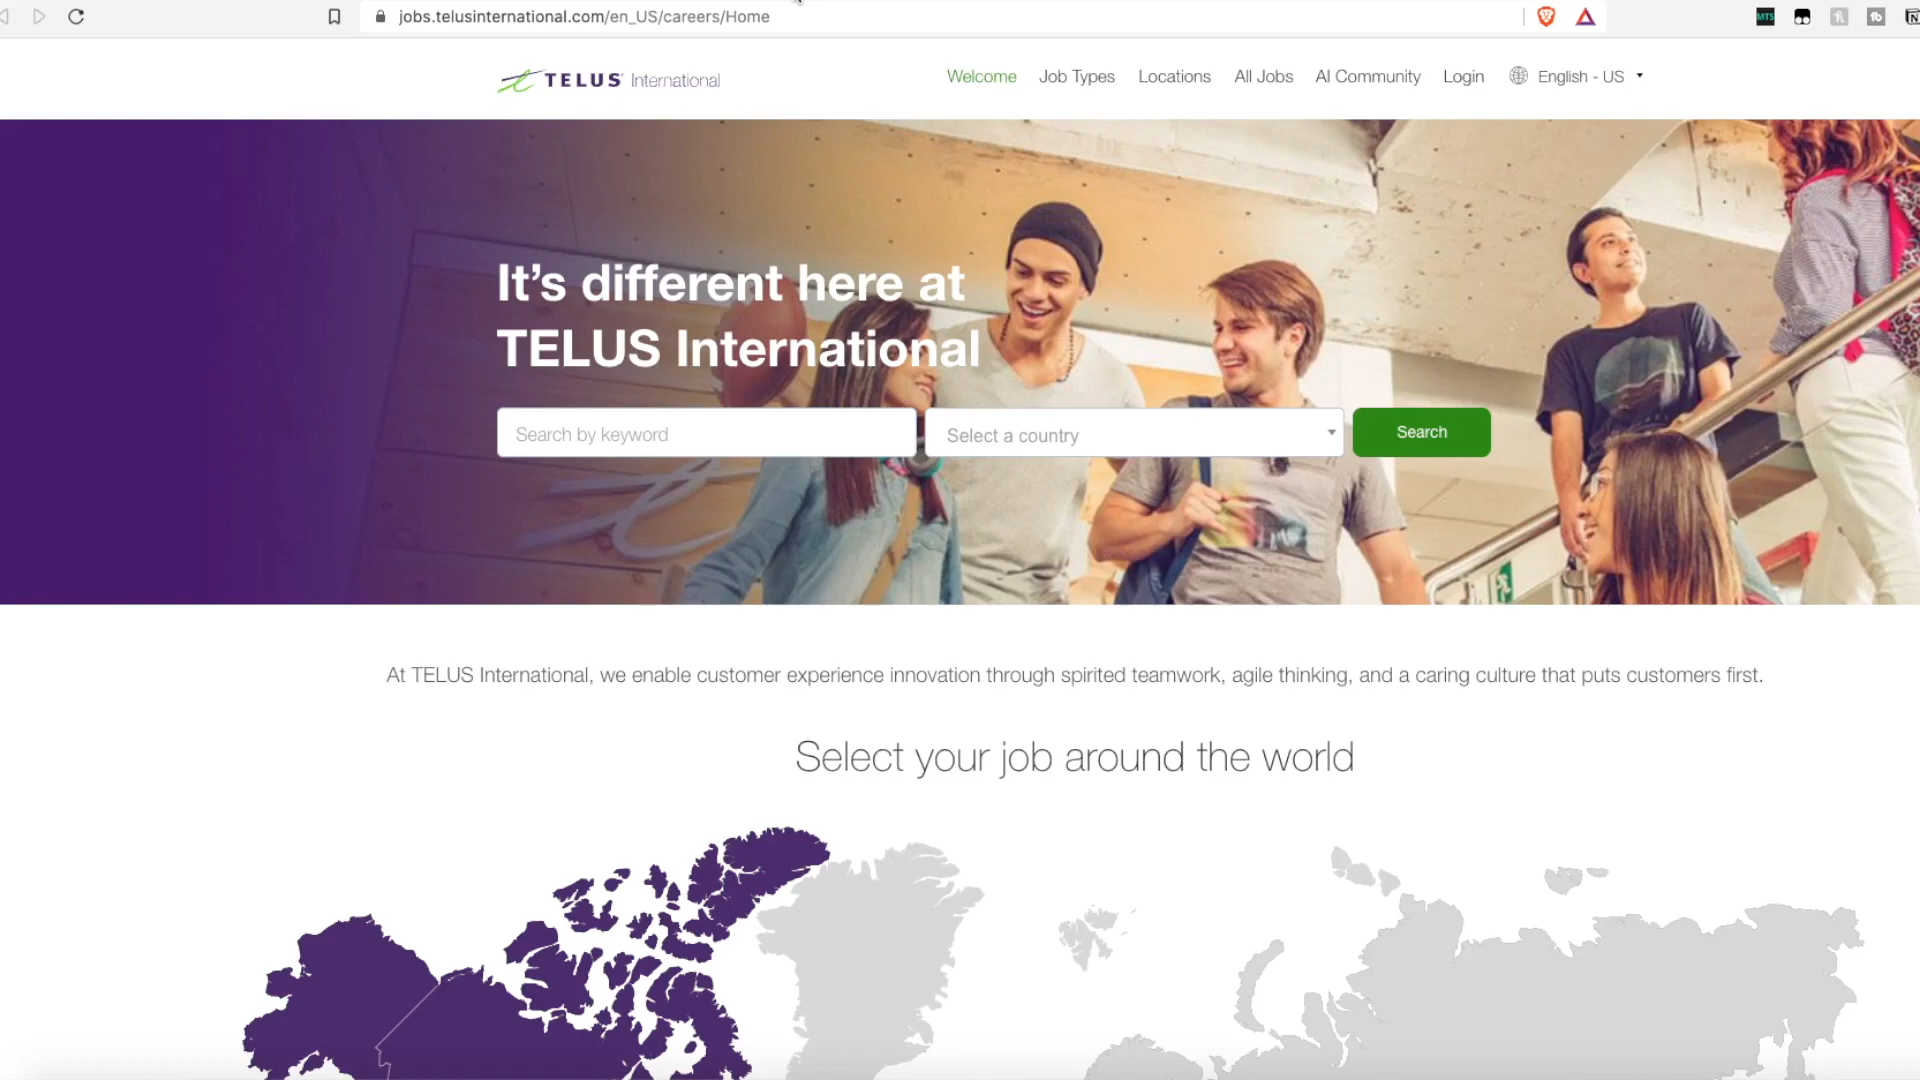 jobs.telusinternational.com/en_US/careers/Home
MTS
TELUS International
Welcome Job Types Locations All Jobs AI Community Login English - US
It's different here at
TELUS International
Search by keyword
Select a country
Search
At TELUS International, we enable customer experience innovation through spirited teamwork, agile thinking, and a caring culture that puts customers first.
Select your job around the world